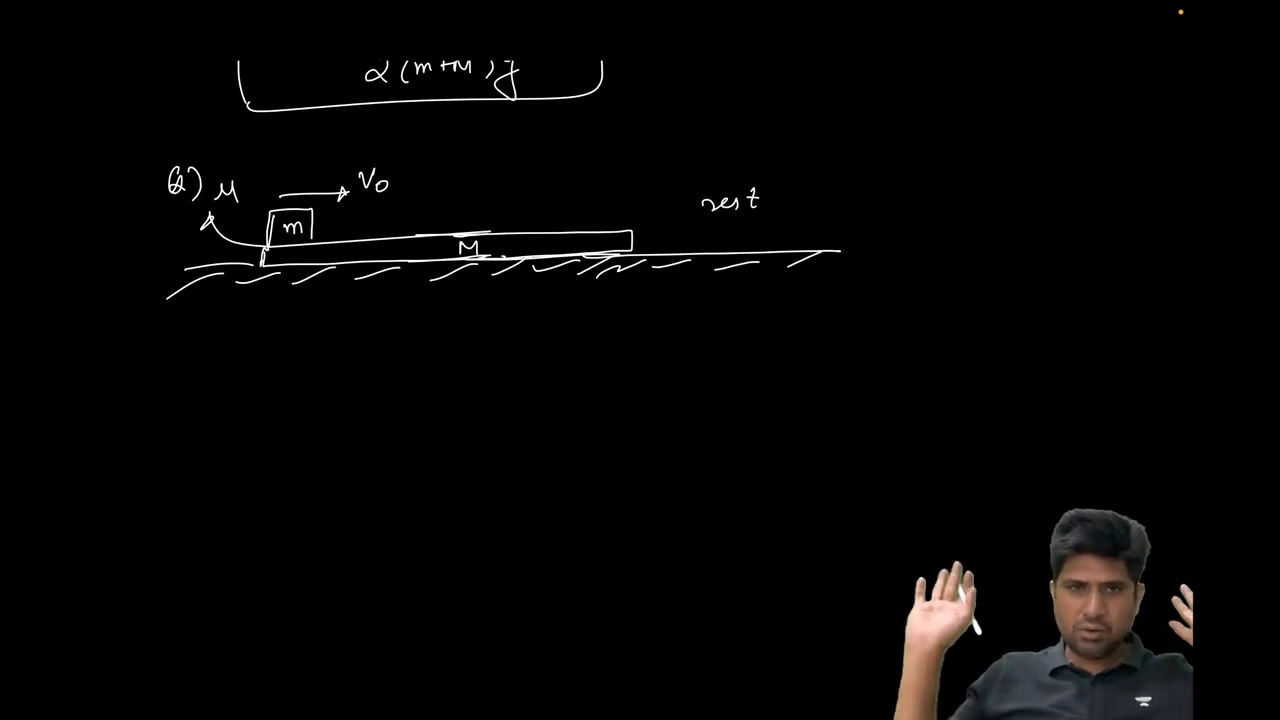 α (m+M) g
Q) μ
V₀
rest
m
M